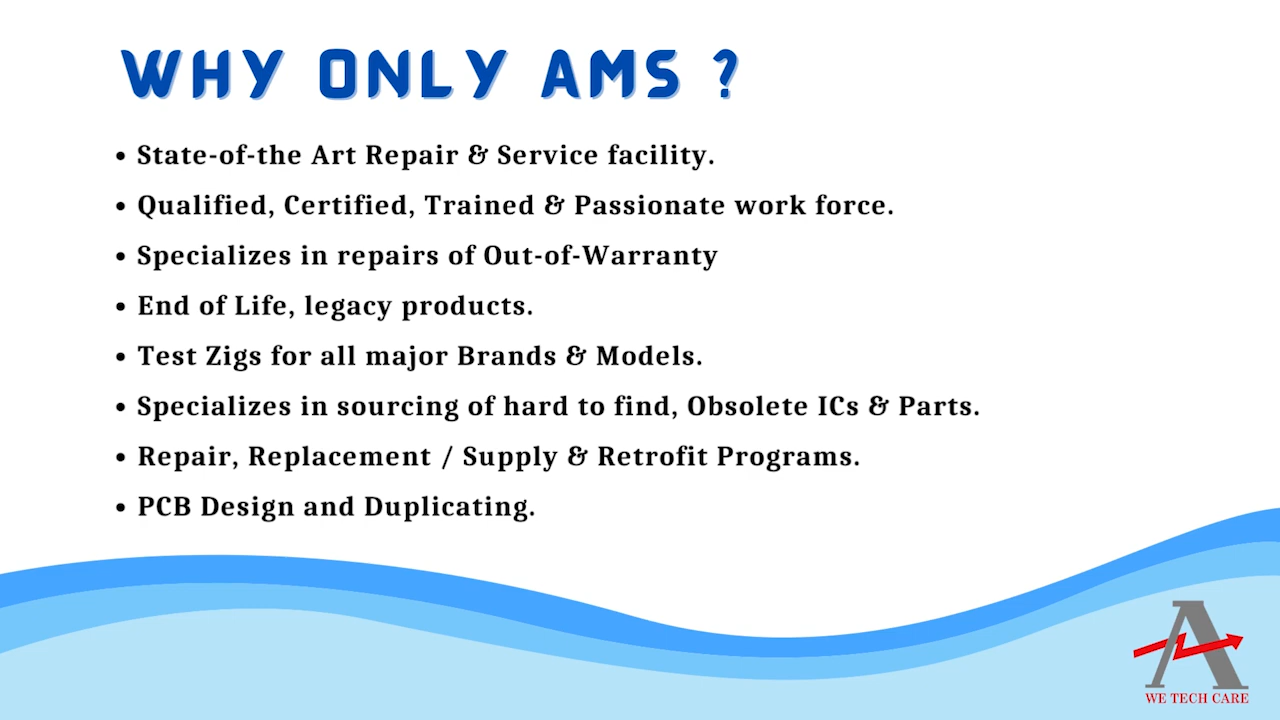 WHY ONLY AMS ?
• State-of-the Art Repair & Service facility.
• Qualified, Certified, Trained & Passionate work force.
• Specializes in repairs of Out-of-Warranty
• End of Life, legacy products.
• Test Zigs for all major Brands & Models.
• Specializes in sourcing of hard to find, Obsolete ICs & Parts.
• Repair, Replacement / Supply & Retrofit Programs.
• PCB Design and Duplicating.
A
WE TECH CARE